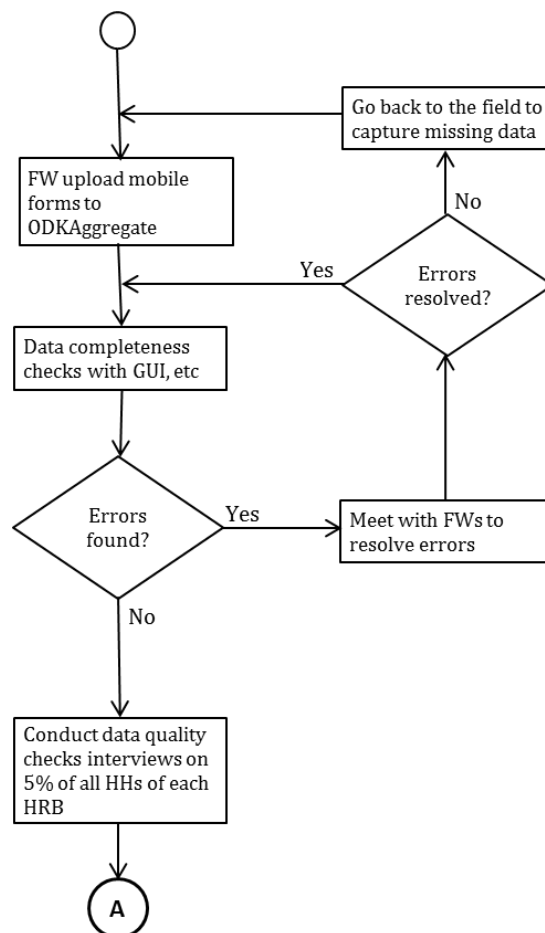 Go back to the field to
capture missing data
FW upload mobile
forms to
ODKAggregate
No
Yes
Errors
resolved?
Data completeness
checks with GUI, etc
Errors
found?
Yes
Meet with FWs to
resolve errors
No
Conduct data quality
checks interviews on
5% of all HHs of each
HRB
A